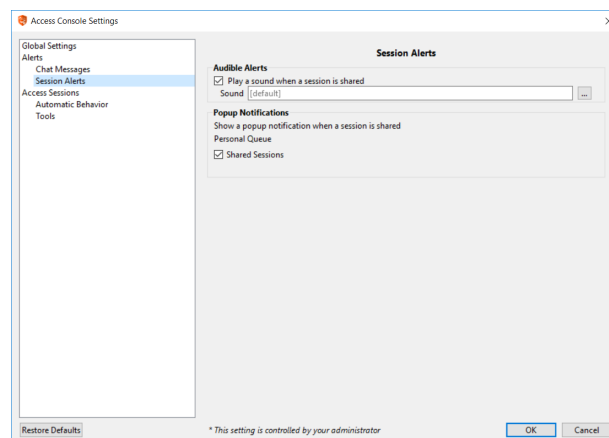 Access Console Settings
Global Settings
Alerts
Chat Messages
Session Alerts
Access Sessions
Automatic Behavior
Tools
Session Alerts
Audible Alerts
Play a sound when a session is shared
Sound [default] ...
Popup Notifications
Show a popup notification when a session is shared
Personal Queue
Shared Sessions
Restore Defaults
* This setting is controlled by your administrator
OK
Cancel